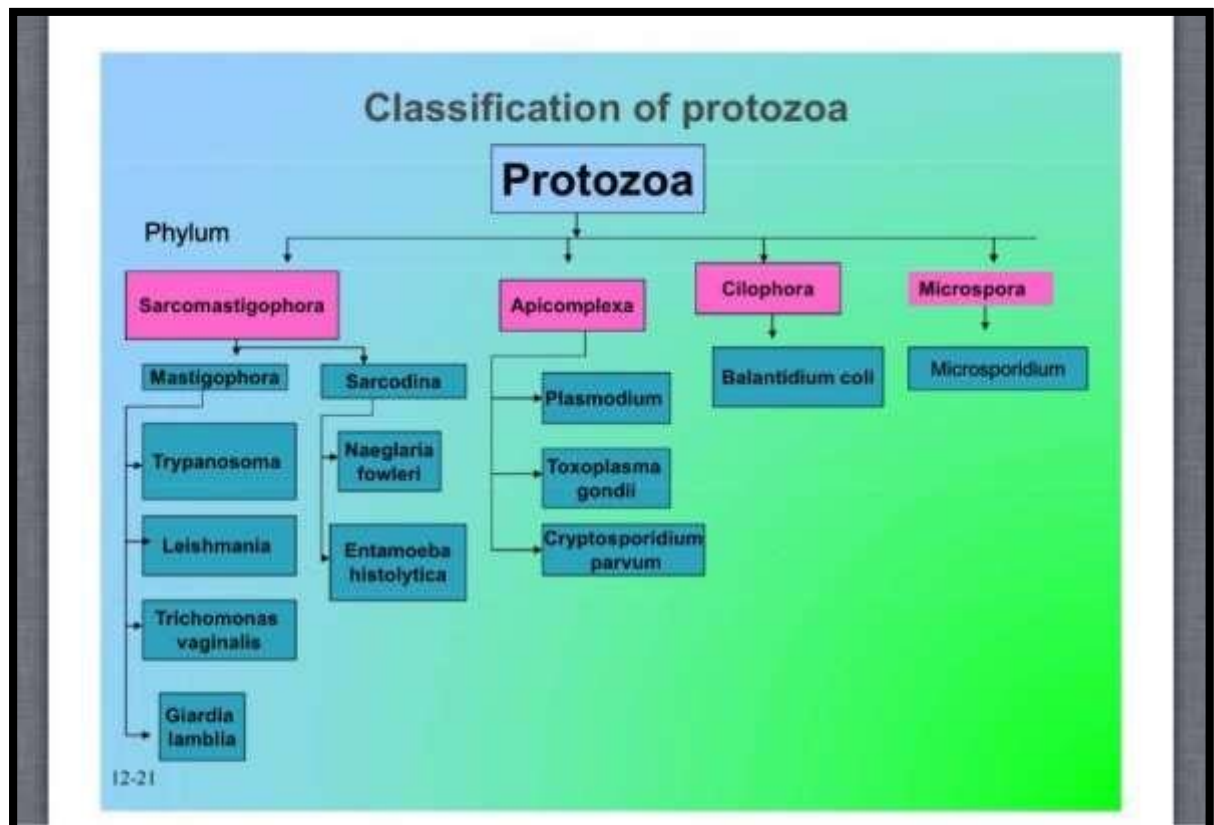 Classification of protozoa
Protozoa
Phylum
Sarcomastigophora
Apicomplexa
Cilophora
Microspora
Mastigophora
Sarcodina
Plasmodium
Balantidium coli
Microsporidium
Trypanosoma
Naeglaria
fowleri
Toxoplasma
gondii
Leishmania
Entamoeba
histolytica
Cryptosporidium
parvum
Trichomonas
vaginalis
Giardia
lamblia
12-21